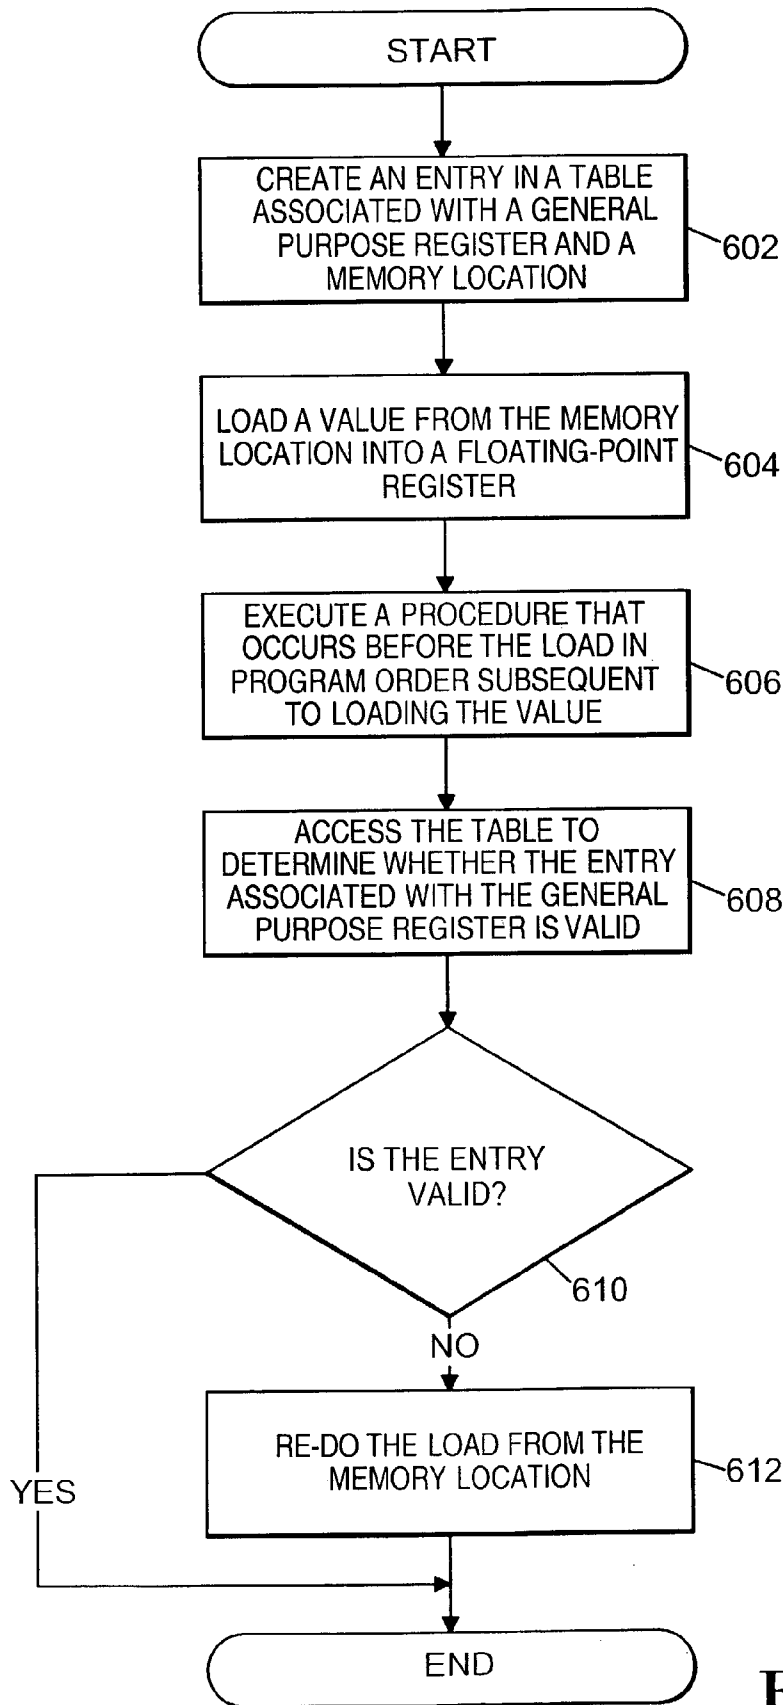 START
CREATE AN ENTRY IN A TABLE
ASSOCIATED WITH A GENERAL
PURPOSE REGISTER AND A
MEMORY LOCATION
602
LOAD A VALUE FROM THE MEMORY
LOCATION INTO A FLOATING-POINT
REGISTER
604
EXECUTE A PROCEDURE THAT
OCCURS BEFORE THE LOAD IN
PROGRAM ORDER SUBSEQUENT
TO LOADING THE VALUE
606
ACCESS THE TABLE TO
DETERMINE WHETHER THE ENTRY
ASSOCIATED WITH THE GENERAL
PURPOSE REGISTER IS VALID
608
IS THE ENTRY
VALID?
610
NO
RE-DO THE LOAD FROM THE
MEMORY LOCATION
612
YES
END